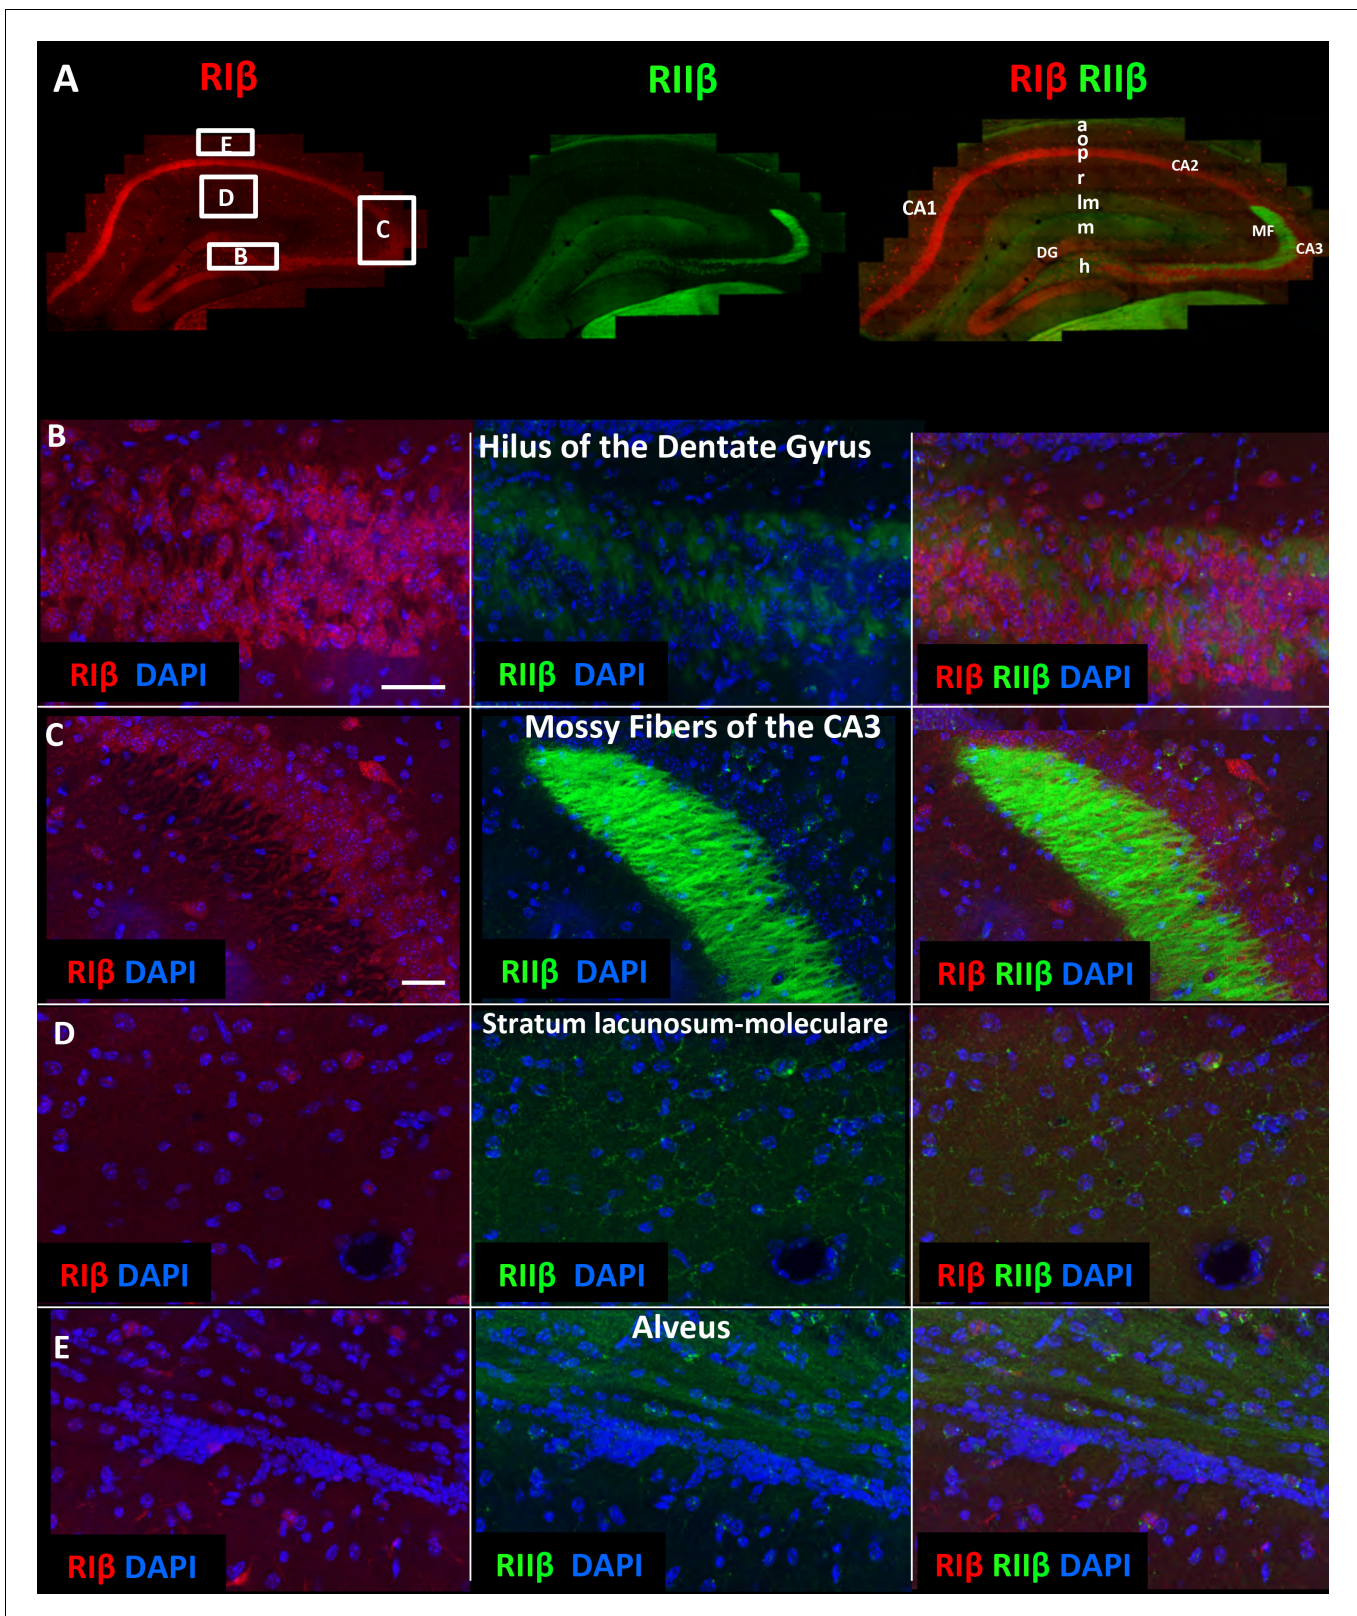 A
RIβ
RIIβ
RIβ RIIβ
E
D
C
B
a
o
p
r
lm
m
h
CA1
CA2
CA3
MF
DG
B
Hilus of the Dentate Gyrus
RIβ DAPI
RIIβ DAPI
RIβ RIIβ DAPI
C
Mossy Fibers of the CA3
RIβ DAPI
RIIβ DAPI
RIβ RIIβ DAPI
D
Stratum lacunosum-moleculare
RIβ DAPI
RIIβ DAPI
RIβ RIIβ DAPI
E
Alveus
RIβ DAPI
RIIβ DAPI
RIβ RIIβ DAPI